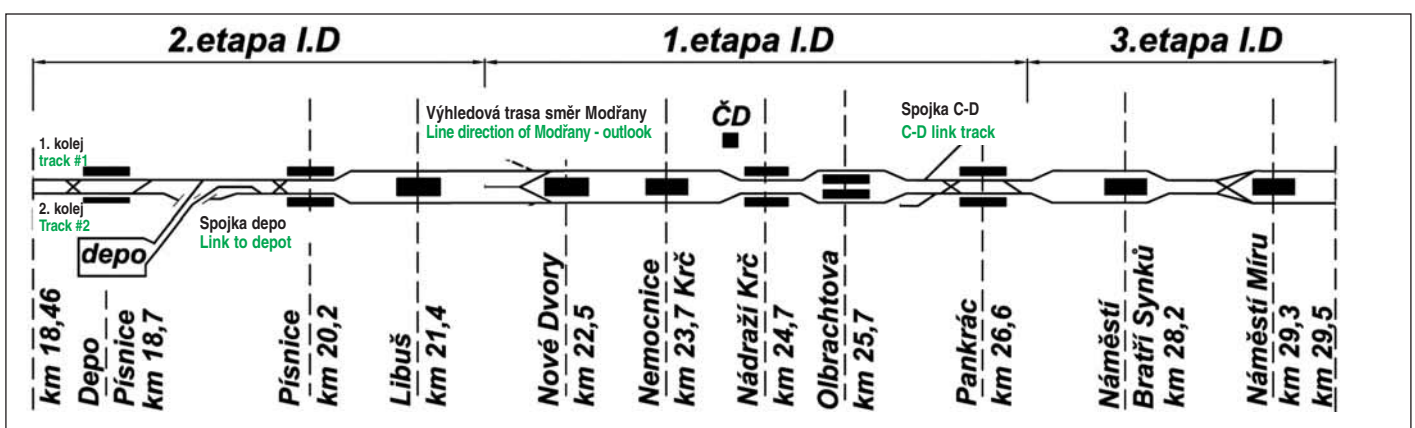 2.etapa I.D
1.etapa I.D
3.etapa I.D
1. kolej
track #1
2. kolej
Track #2
depo
Spojka depo
Link to depot
Výhledová trasa směr Modřany
Line direction of Modřany - outlook
ČD
Spojka C-D
C-D link track
km 18,46
Depo
Písnice
km 18,7
Písnice
km 20,2
Libuš
km 21,4
Nové Dvory
km 22,5
Nemocnice
km 23,7 Krč
Nádraží Krč
km 24,7
Olbrachtova
km 25,7
Pankrác
km 26,6
Náměstí
Bratří Synků
km 28,2
Náměstí Míru
km 29,3
km 29,5